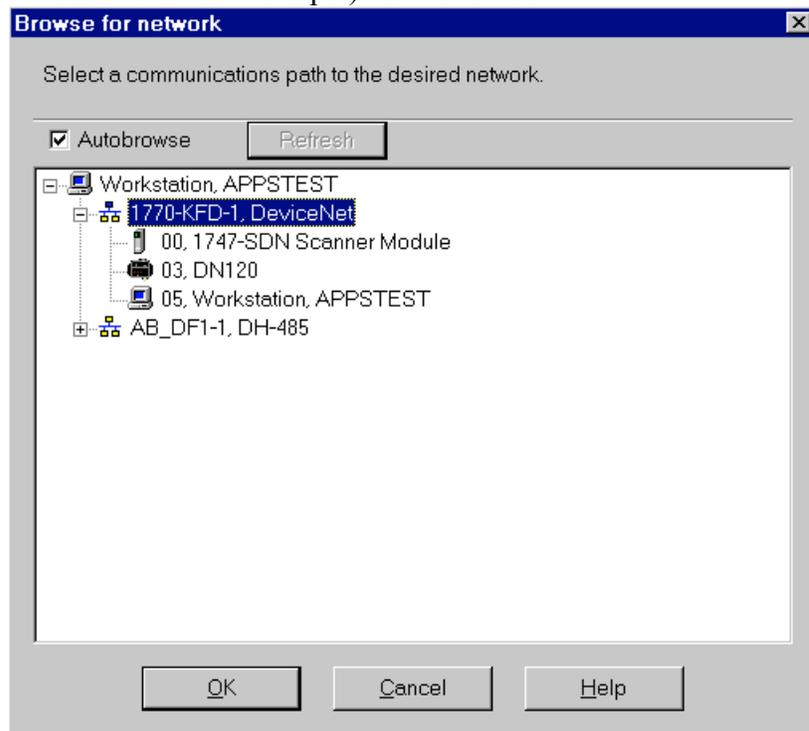 Browse for network
Select a communications path to the desired network.
Autobrowse Refresh
Workstation, APPSTEST
1770-KFD-1, DeviceNet
00, 1747-SDN Scanner Module
03, DN120
05, Workstation, APPSTEST
AB_DF1-1, DH-485
OK Cancel Help